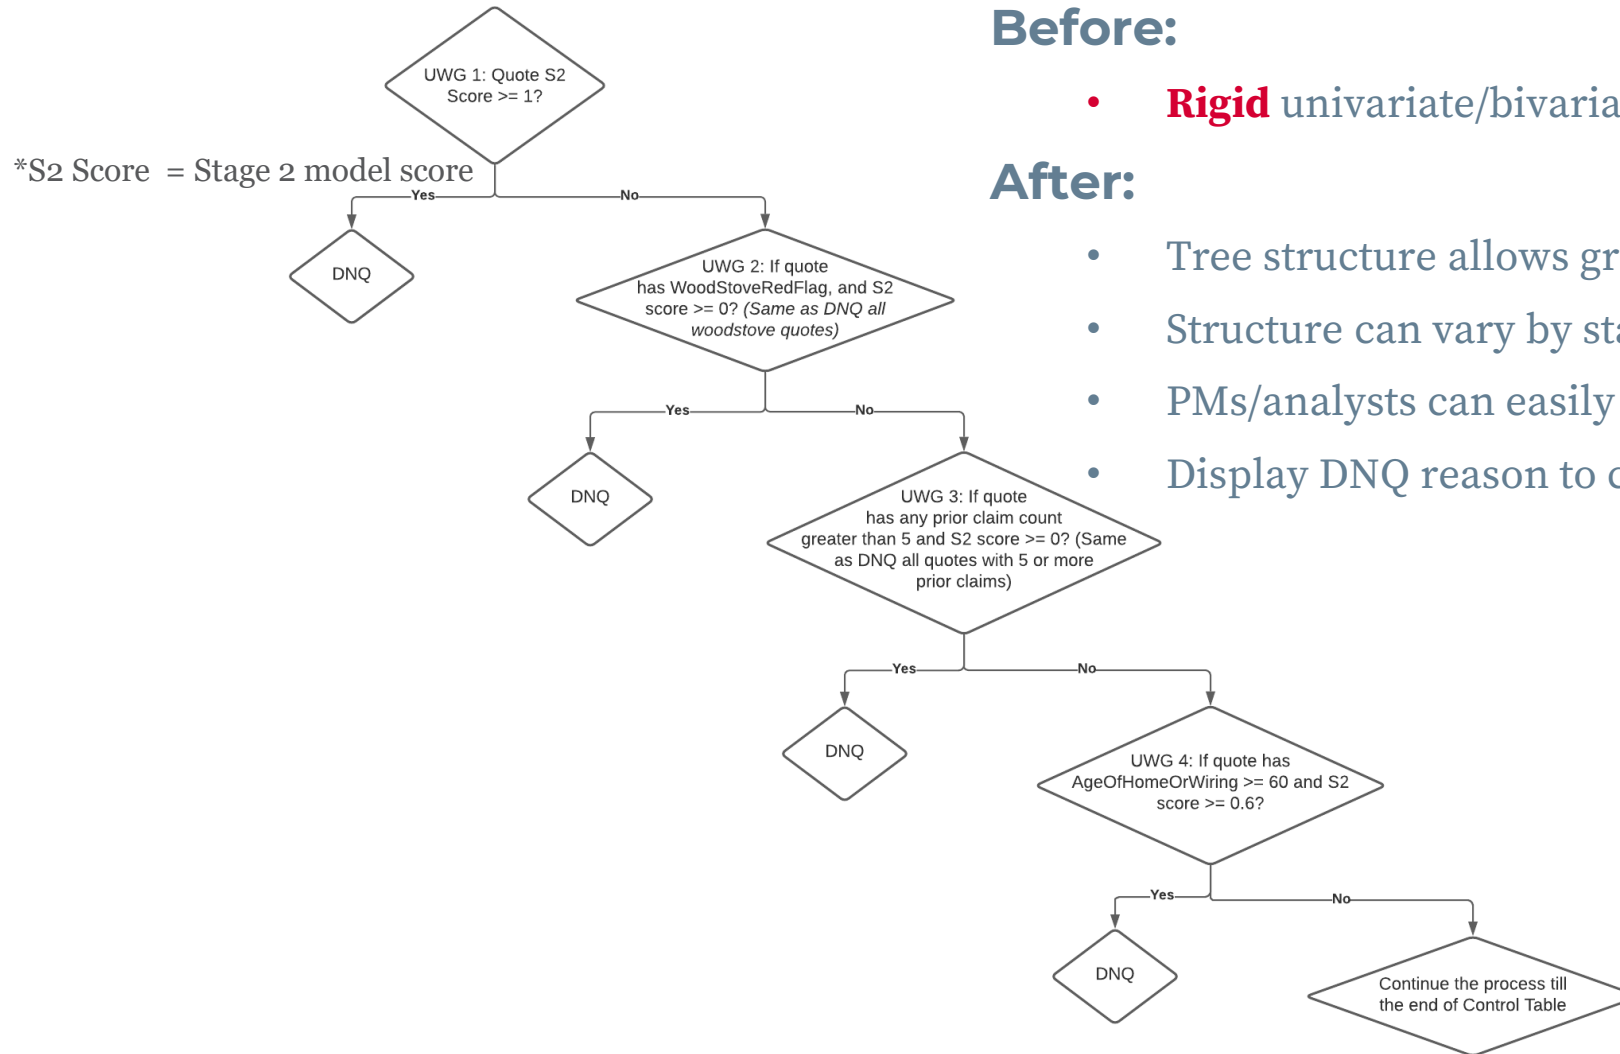 UWG 1: Quote S2
Score >= 1?
*S2 Score = Stage 2 model score
Yes
No
DNQ
UWG 2: If quote
has WoodStoveRedFlag, and S2
score >= 0? (Same as DNQ all
woodstove quotes)
Yes
No
DNQ
UWG 3: If quote
has any prior claim count
greater than 5 and S2 score >= 0? (Same
as DNQ all quotes with 5 or more
prior claims)
Yes
No
DNQ
UWG 4: If quote has
AgeOfHomeOrWiring >= 60 and S2
score >= 0.6?
Yes
No
DNQ
Continue the process till
the end of Control Table
Before:
• Rigid
After:
• Tree structure allows
• Structure can vary by
• PMs/analysts can easily
• Display DNQ reason to